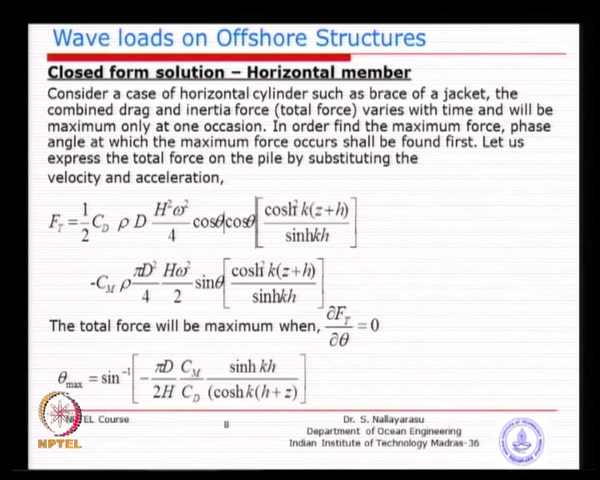 Wave loads on Offshore Structures
Closed form solution – Horizontal member
Consider a case of horizontal cylinder such as brace of a jacket, the
combined drag and inertia force (total force) varies with time and will be
maximum only at one occasion. In order find the maximum force, phase
angle at which the maximum force occurs shall be found first. Let us
express the total force on the pile by substituting the
velocity and acceleration,
F_T = 1/2 C_D ρ D H²ω²/4 cosθ|cosθ| [cosh² k(z+h) / sinh kh]
-C_M ρ πD²/4 Hω²/2 sinθ [cosh² k(z+h) / sinh kh]
The total force will be maximum when, ∂F_T/∂θ = 0
θ_max = sin⁻¹ [ - πD/2H C_M/C_D sinh kh / (cosh k(h+z) ]
NPTEL Course 8 Dr. S. Nallayarasu
Department of Ocean Engineering
Indian Institute of Technology Madras-36
NPTEL